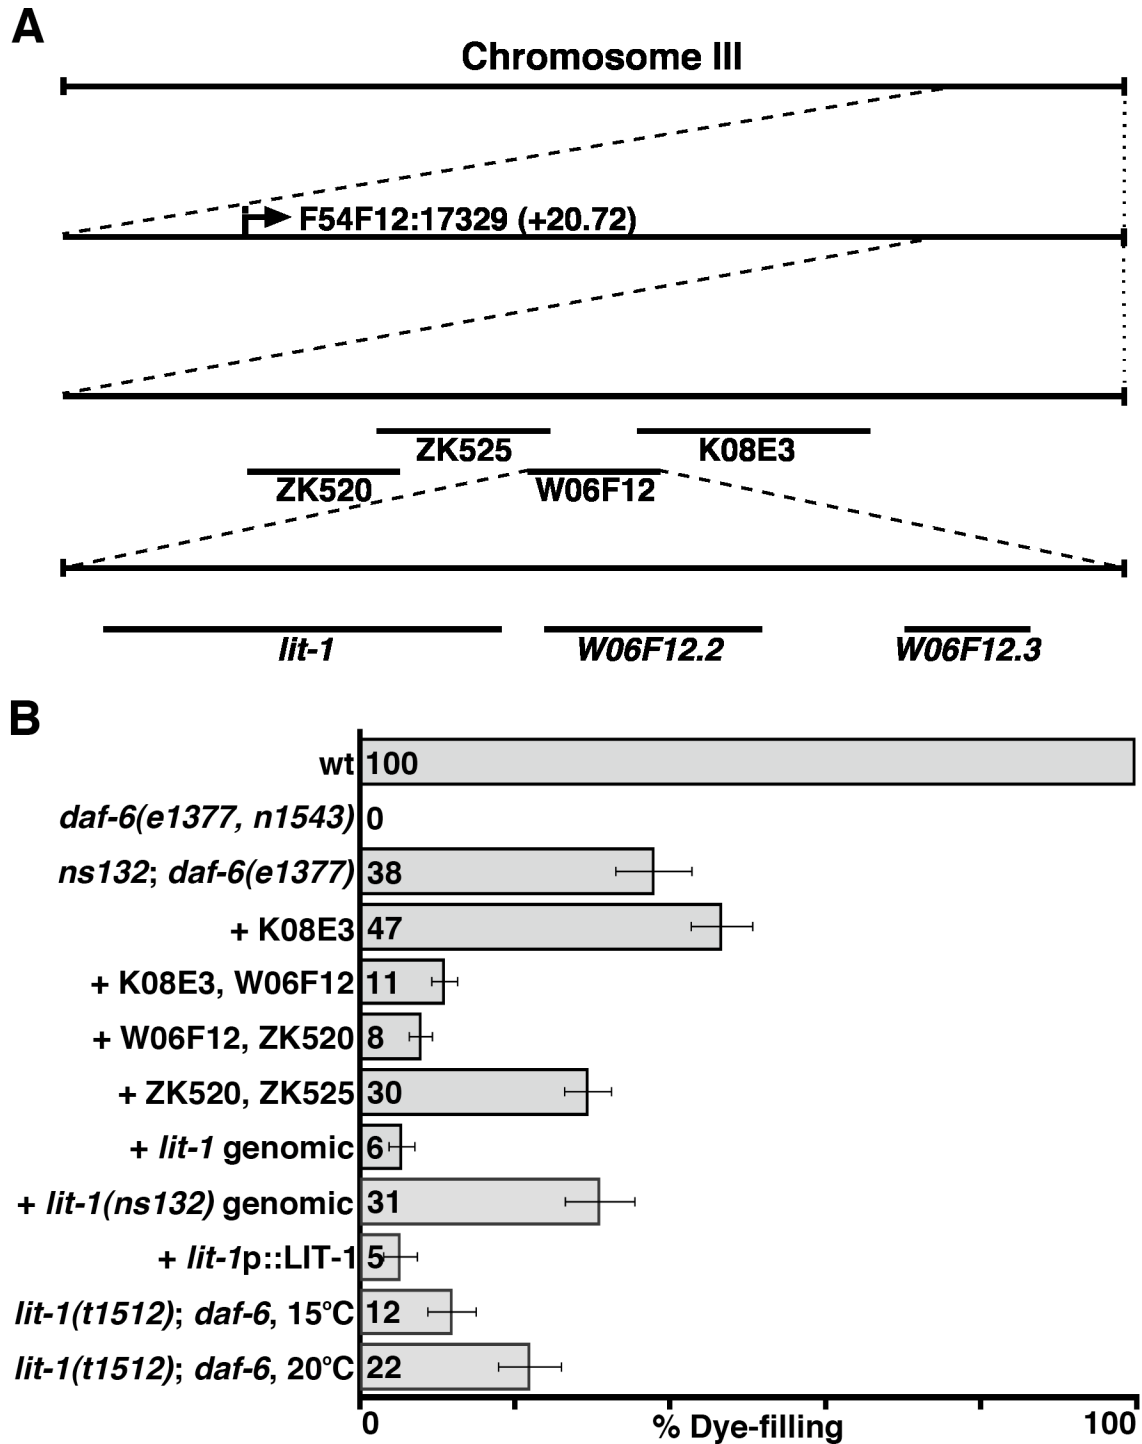 A
Chromosome III
F54F12:17329 (+20.72)
ZK525
K08E3
ZK520
W06F12
lit-1
W06F12.2
W06F12.3
B
wt 100
daf-6(e1377, n1543) 0
ns132; daf-6(e1377) 38
+ K08E3 47
+ K08E3, W06F12 11
+ W06F12, ZK520 8
+ ZK520, ZK525 30
+ lit-1 genomic 6
+ lit-1(ns132) genomic 31
+ lit-1p::LIT-1 5
lit-1(t1512); daf-6, 15°C 12
lit-1(t1512); daf-6, 20°C 22
0 % Dye-filling 100